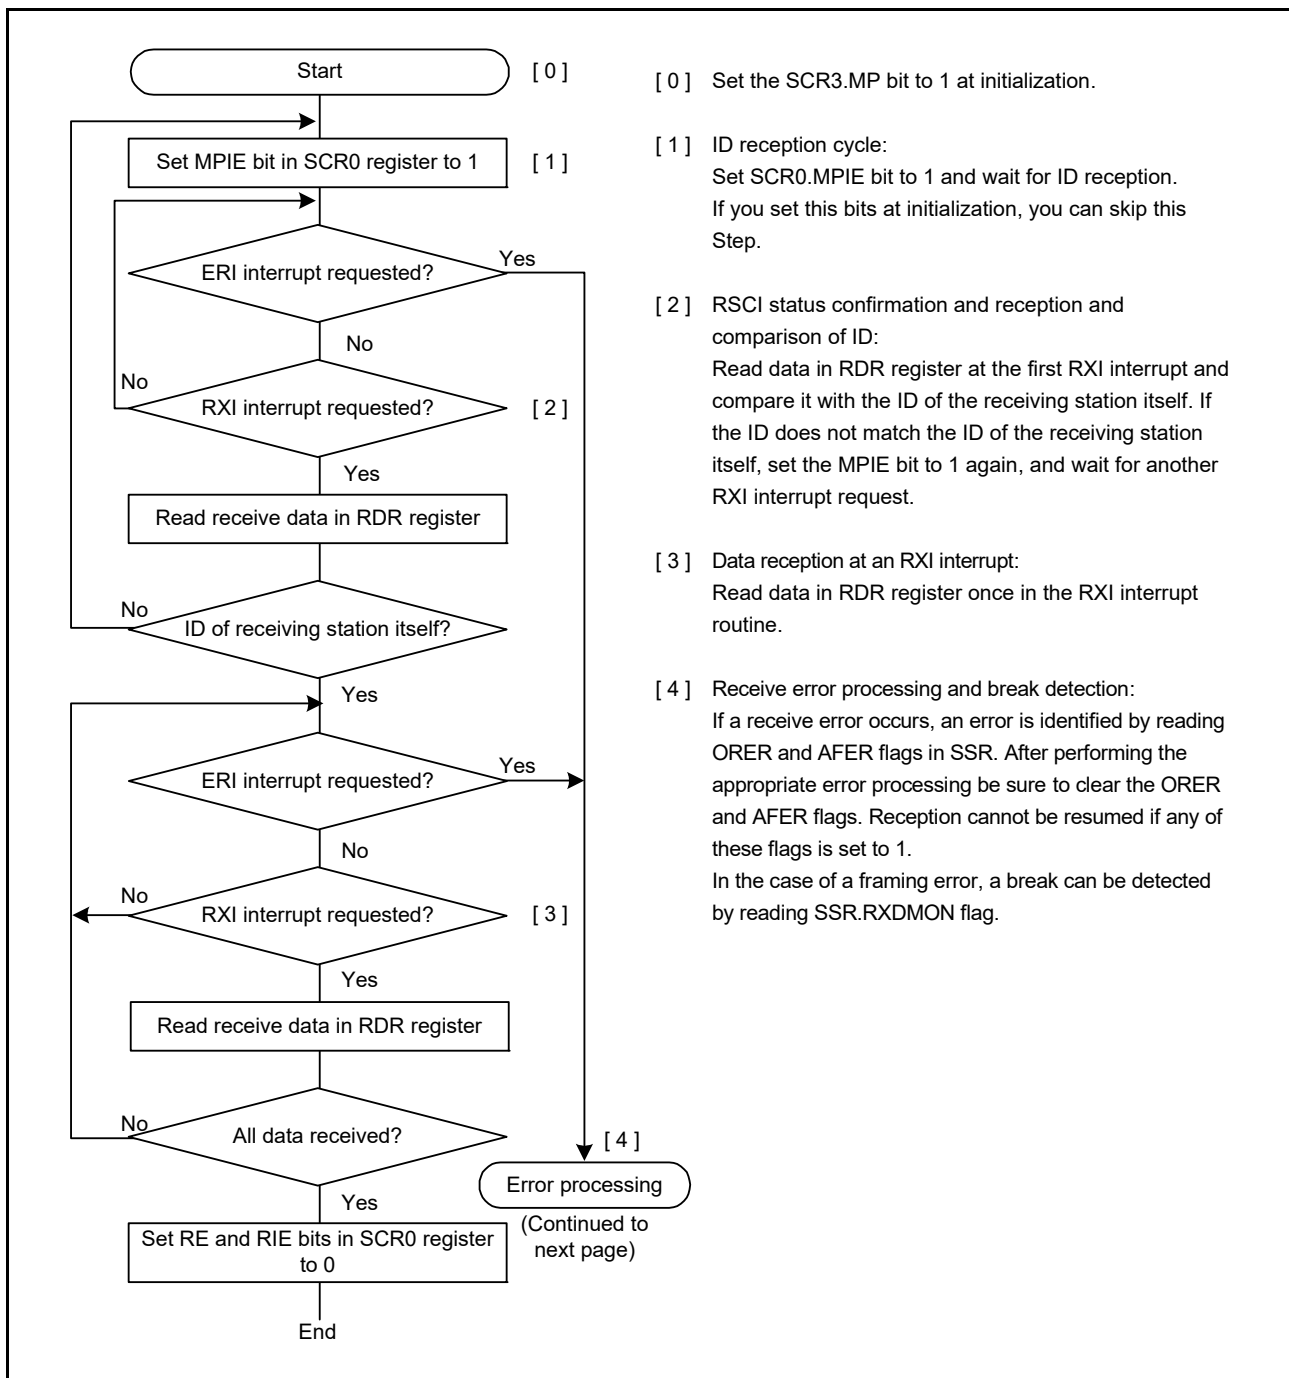 Start
[ 0 ]
Set MPIE bit in SCR0 register to 1
[ 1 ]
ERI interrupt requested?
Yes
No
No
RXI interrupt requested?
[ 2 ]
Yes
Read receive data in RDR register
No
ID of receiving station itself?
Yes
ERI interrupt requested?
Yes
No
No
RXI interrupt requested?
[ 3 ]
Yes
Read receive data in RDR register
No
All data received?
Yes
Set RE and RIE bits in SCR0 register
to 0
End
[ 4 ]
Error processing
(Continued to
next page)
[ 0 ] Set the SCR3.MP bit to 1 at initialization.
[ 1 ] ID reception cycle:
Set SCR0.MPIE bit to 1 and wait for ID reception.
If you set this bits at initialization, you can skip this
Step.
[ 2 ] RSCI status confirmation and reception and
comparison of ID:
Read data in RDR register at the first RXI interrupt and
compare it with the ID of the receiving station itself. If
the ID does not match the ID of the receiving station
itself, set the MPIE bit to 1 again, and wait for another
RXI interrupt request.
[ 3 ] Data reception at an RXI interrupt:
Read data in RDR register once in the RXI interrupt
routine.
[ 4 ] Receive error processing and break detection:
If a receive error occurs, an error is identified by reading
ORER and AFER flags in SSR. After performing the
appropriate error processing be sure to clear the ORER
and AFER flags. Reception cannot be resumed if any of
these flags is set to 1.
In the case of a framing error, a break can be detected
by reading SSR.RXDMON flag.